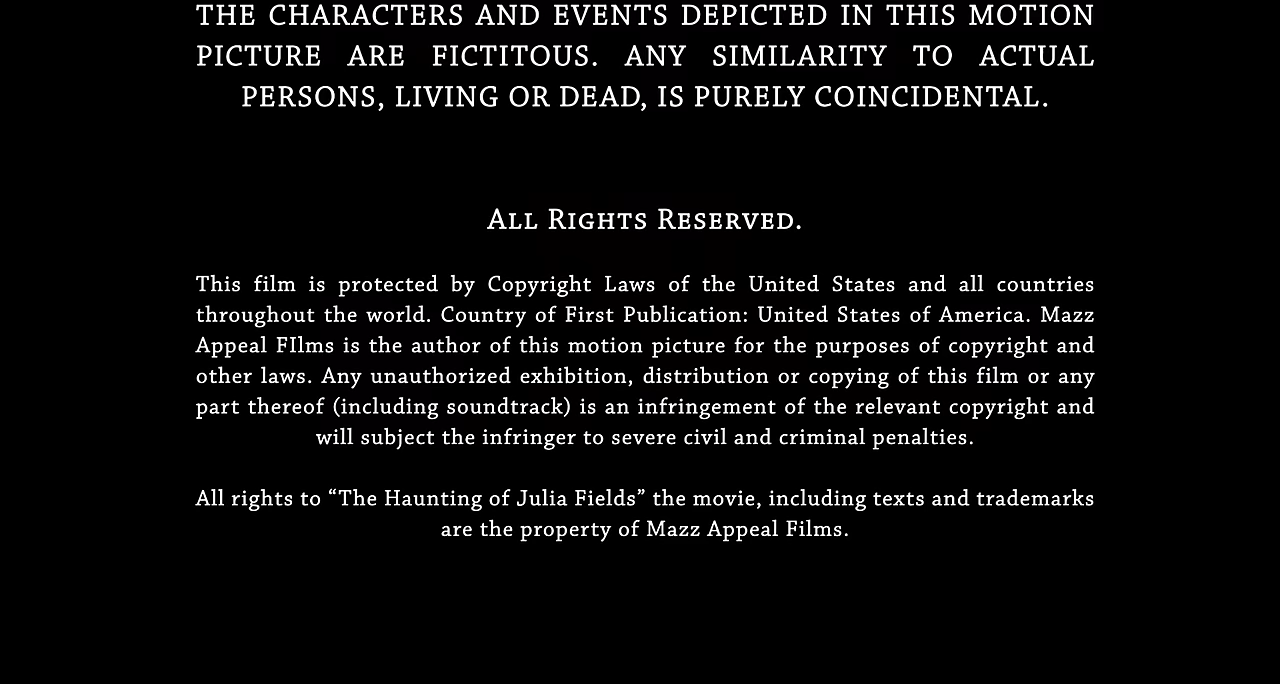 THE CHARACTERS AND EVENTS DEPICTED IN THIS MOTION
PICTURE ARE FICTITOUS. ANY SIMILARITY TO ACTUAL
PERSONS, LIVING OR DEAD, IS PURELY COINCIDENTAL.
All Rights Reserved.
This film is protected by Copyright Laws of the United States and all countries
throughout the world. Country of First Publication: United States of America. Mazz
Appeal FIlms is the author of this motion picture for the purposes of copyright and
other laws. Any unauthorized exhibition, distribution or copying of this film or any
part thereof (including soundtrack) is an infringement of the relevant copyright and
will subject the infringer to severe civil and criminal penalties.
All rights to “The Haunting of Julia Fields” the movie, including texts and trademarks
are the property of Mazz Appeal Films.